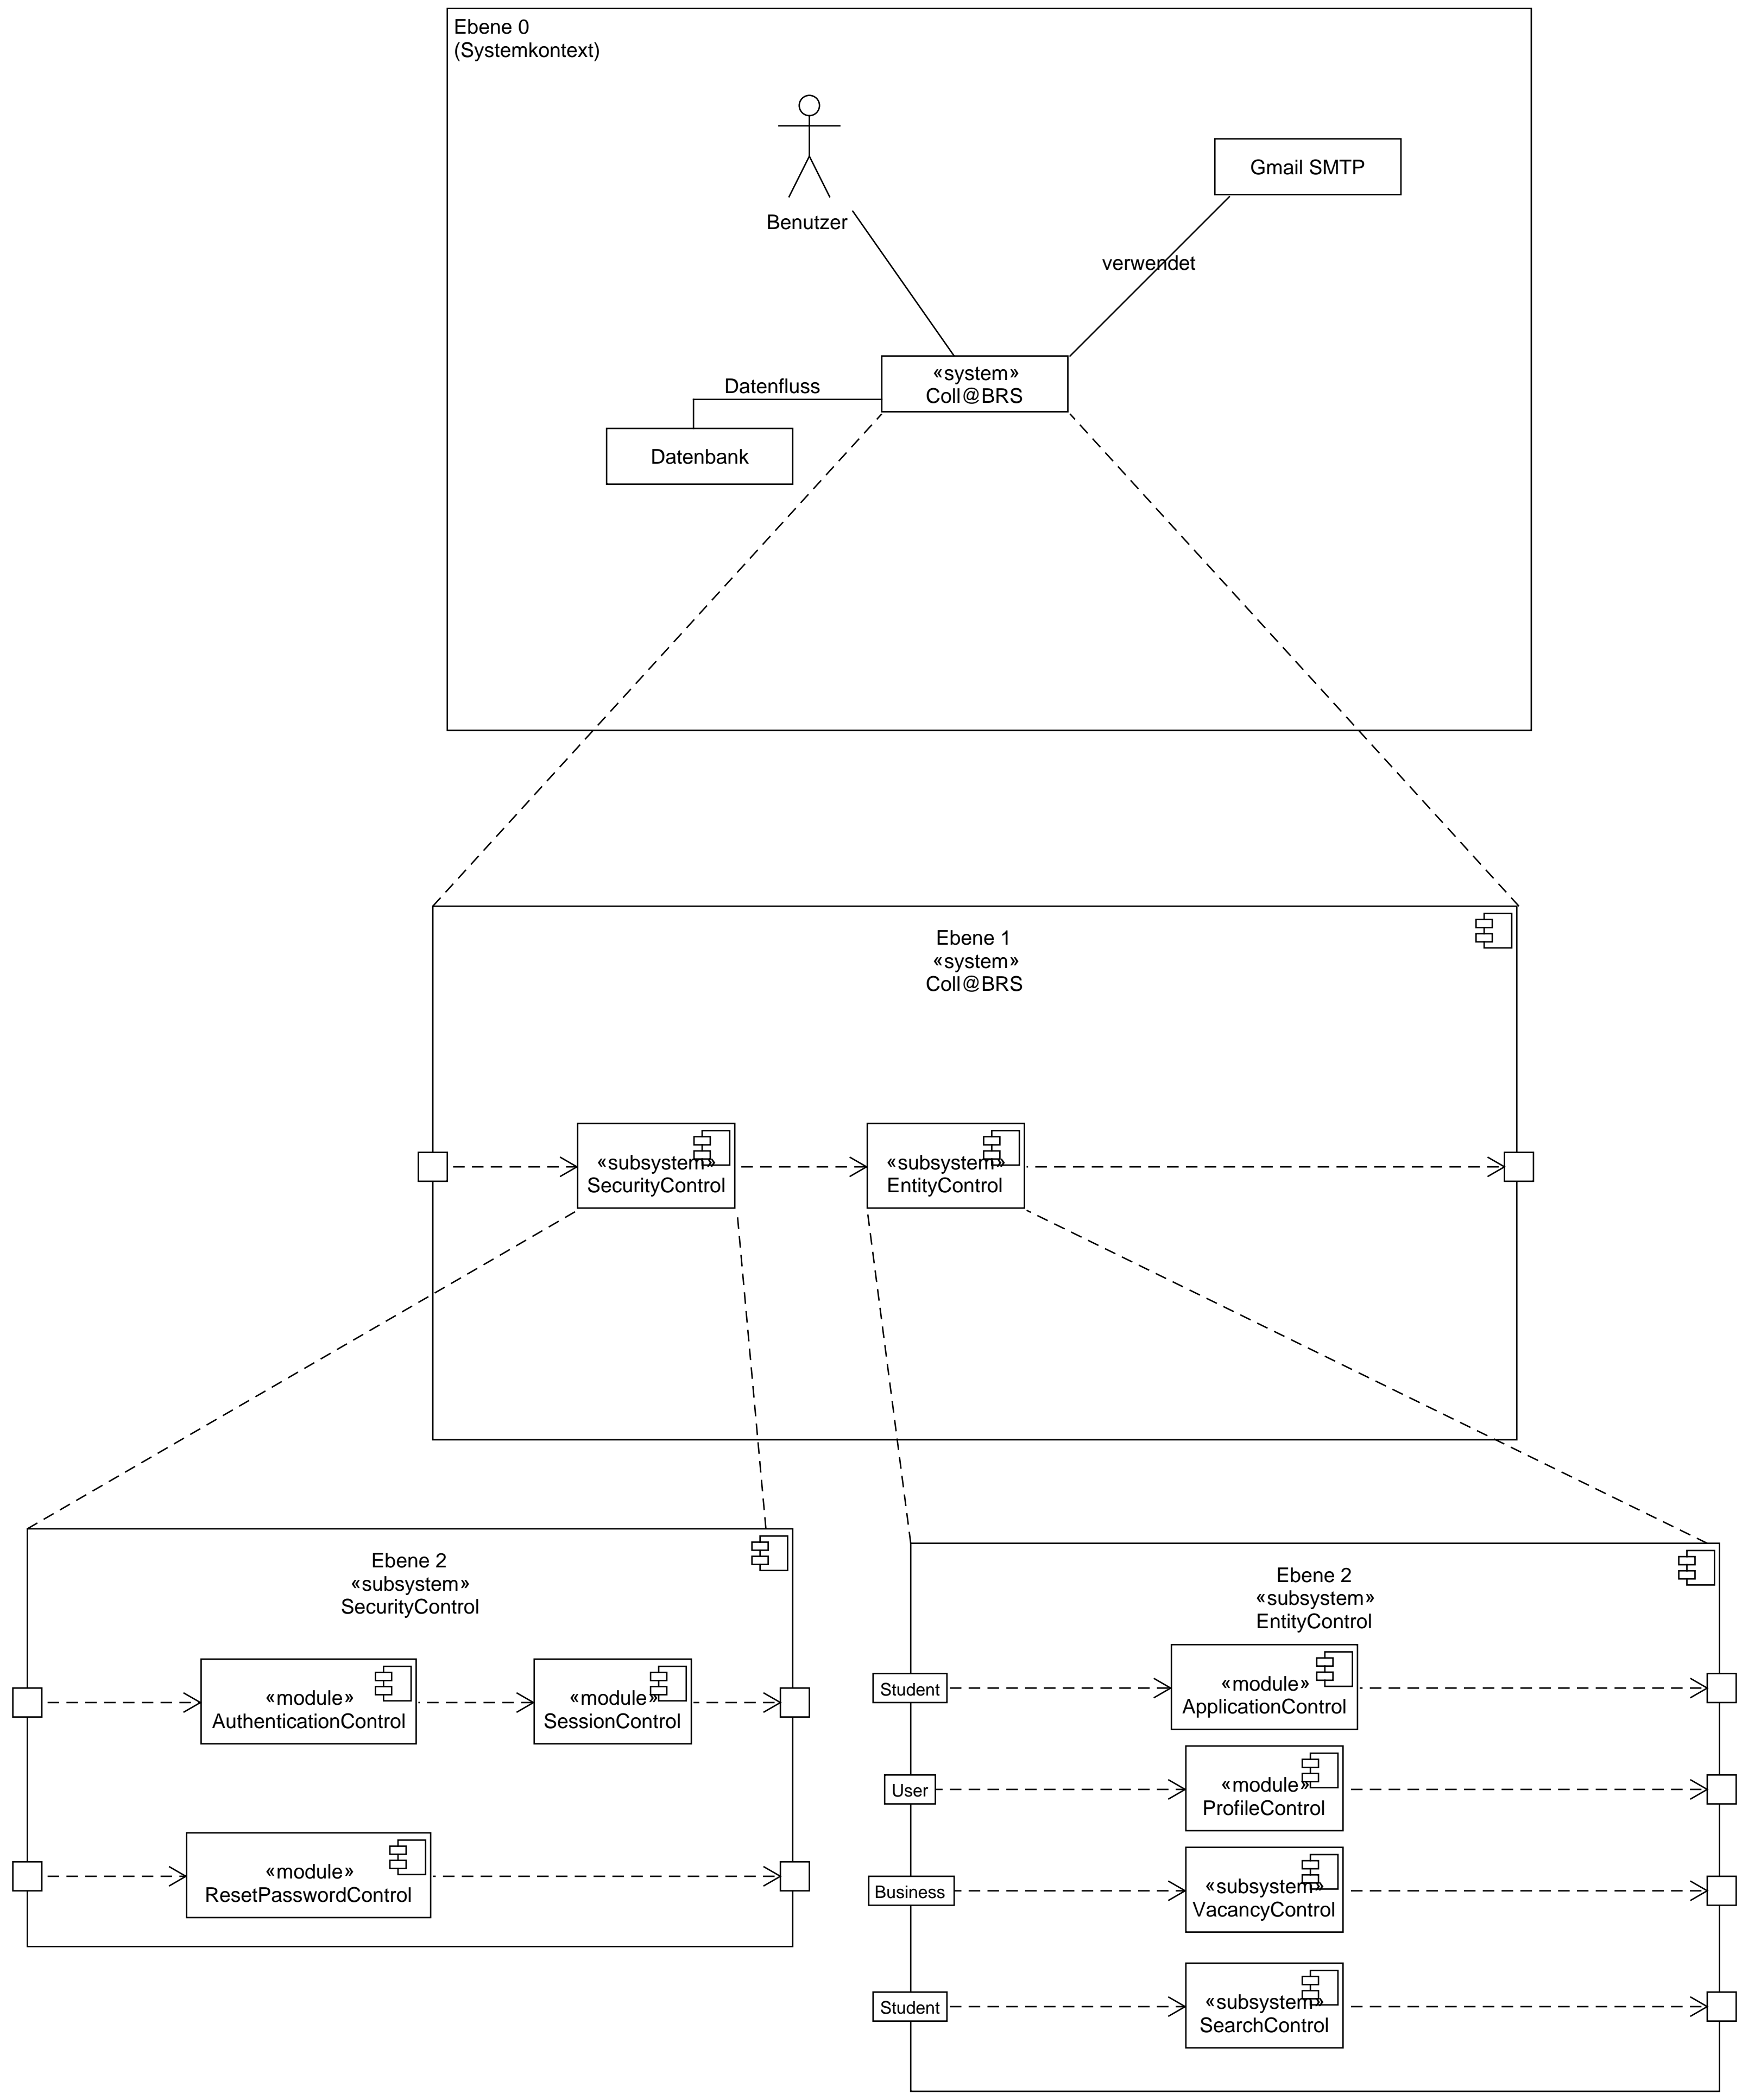 Ebene 0
(Systemkontext)
Benutzer
Gmail SMTP
verwendet
«system»
Coll@BRS
Datenfluss
Datenbank
Ebene 1
«system»
Coll@BRS
«subsystem»
SecurityControl
«subsystem»
EntityControl
Ebene 2
«subsystem»
SecurityControl
«module»
AuthenticationControl
«module»
SessionControl
«module»
ResetPasswordControl
Ebene 2
«subsystem»
EntityControl
Student
«module»
ApplicationControl
User
«module»
ProfileControl
Business
«subsystem»
VacancyControl
Student
«subsystem»
SearchControl